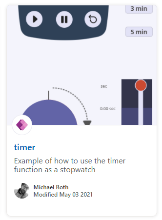 3 min
5 min
SEC
timer
Example of how to use the timer
function as a stopwatch
Michael Roth
Modified May 03 2021